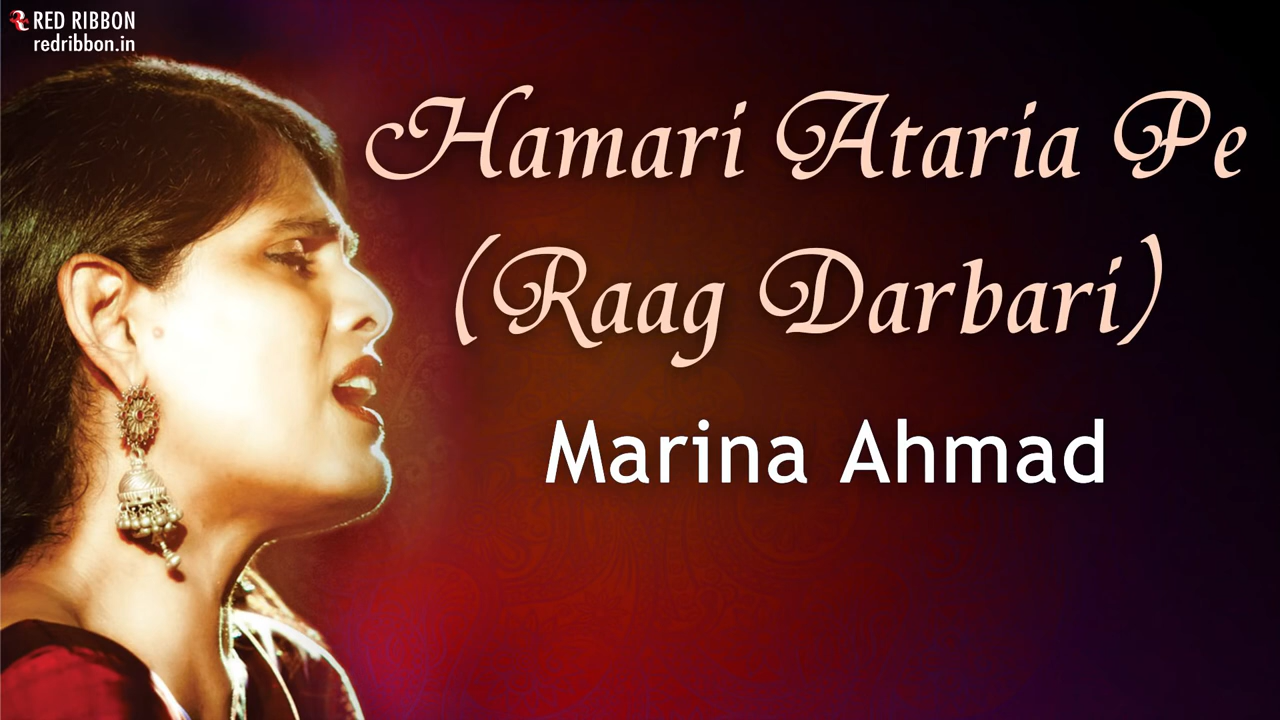 RED RIBBON
redribbon.in
Hamari Ataria Pe
(Raag Darbari)
Marina Ahmad